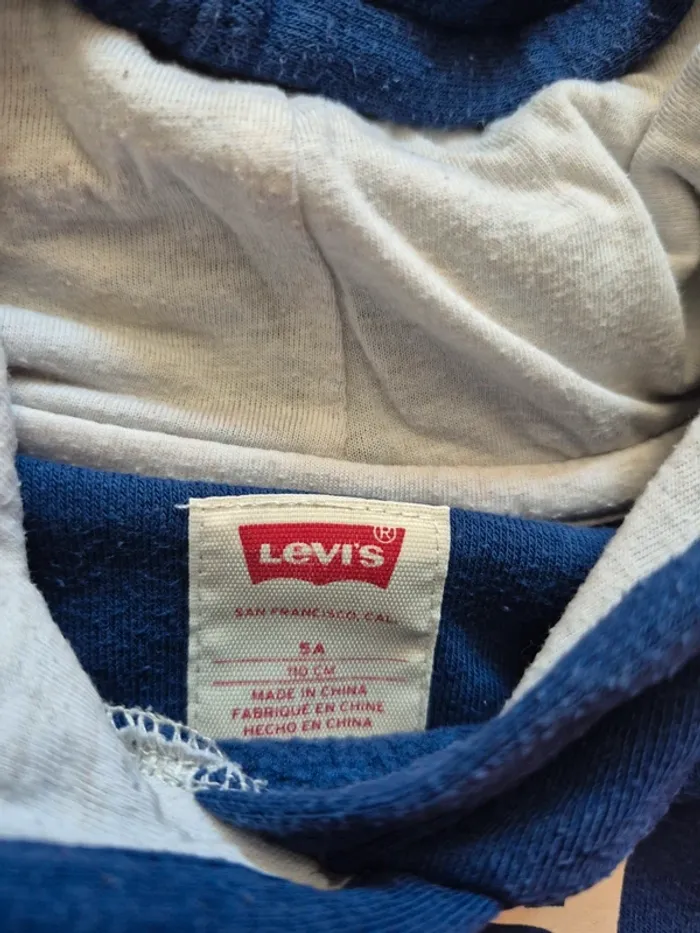 LEVI'S®
SAN FRANCISCO, CAL
5A
110 CM
MADE IN CHINA
FABRIQUÉ EN CHINE
HECHO EN CHINA